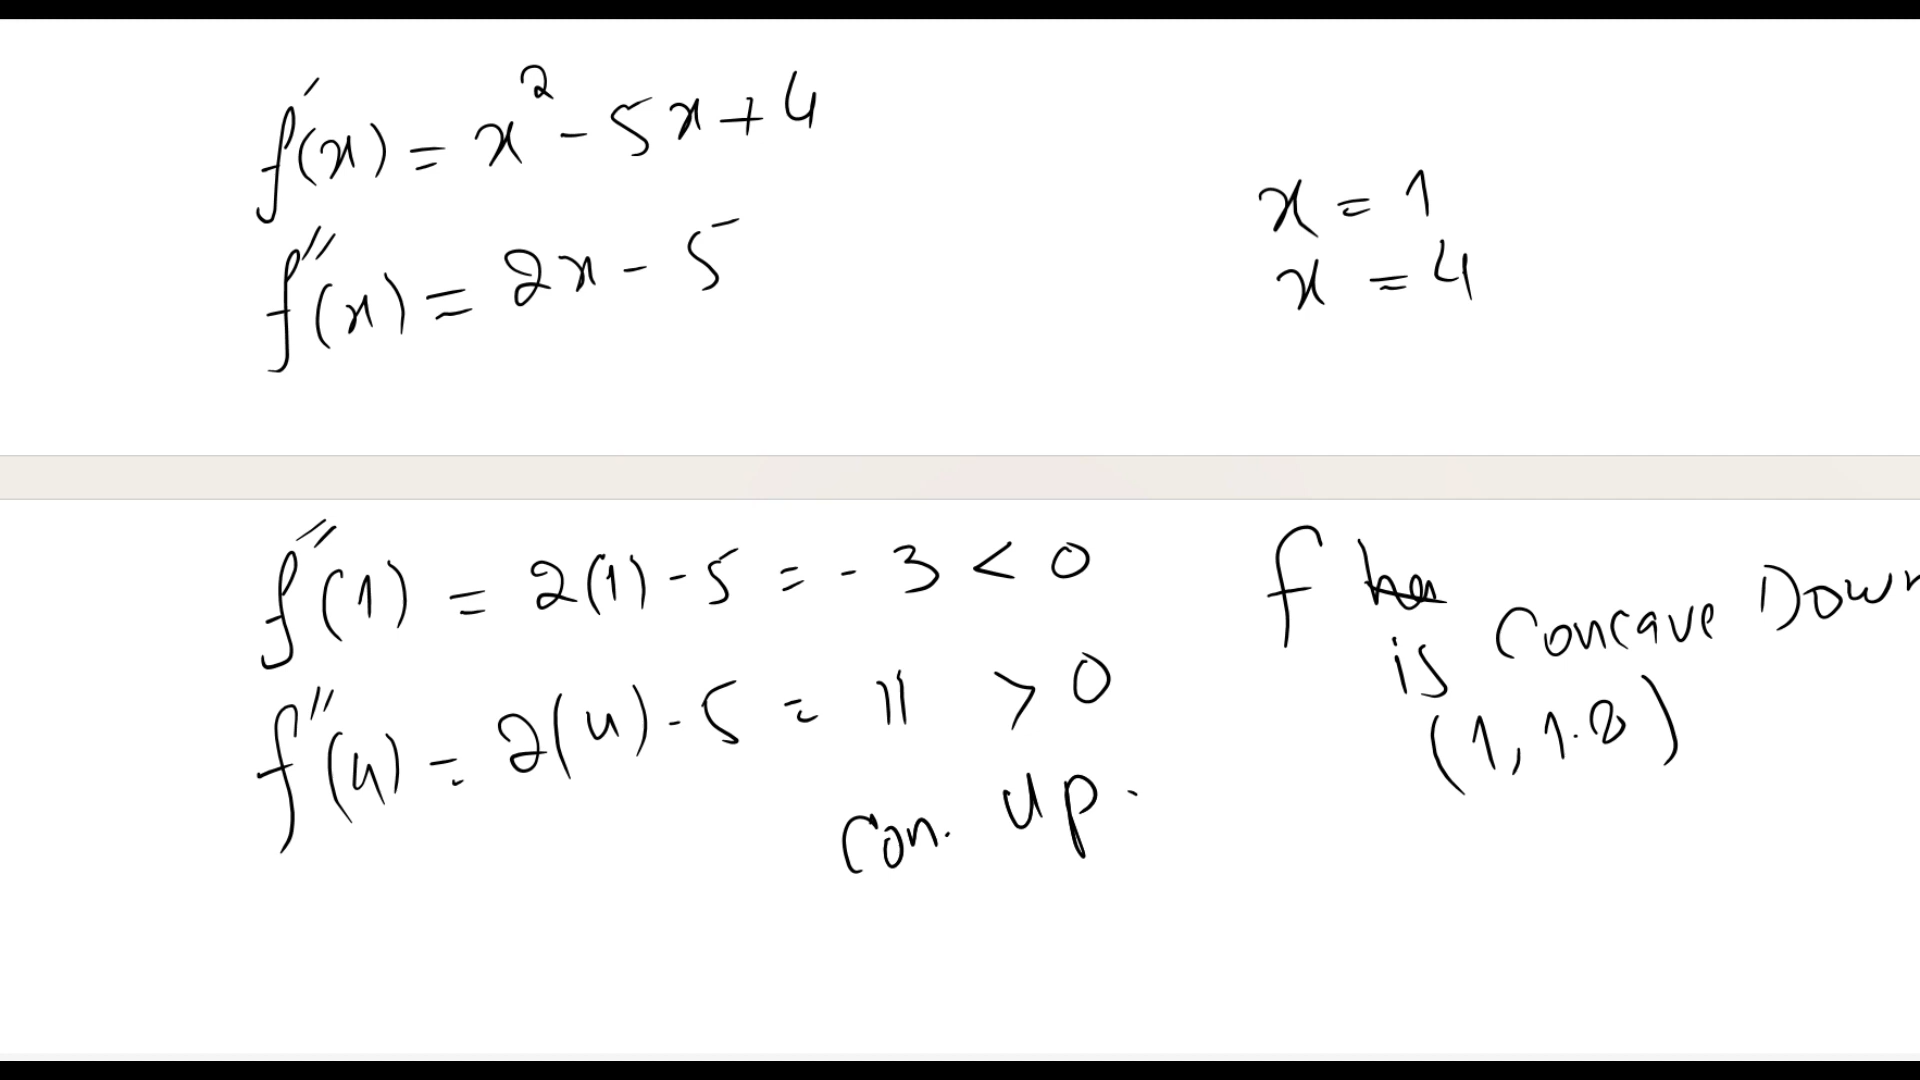 f′(x) = x² - 5x + 4
f″(x) = 2x - 5
x = 1
x = 4
f″(1) = 2(1) - 5 = - 3 < 0
f″(4) = 2(4) - 5 = 11 > 0
con. up.
f
is Concave Down
(1, 1.8)